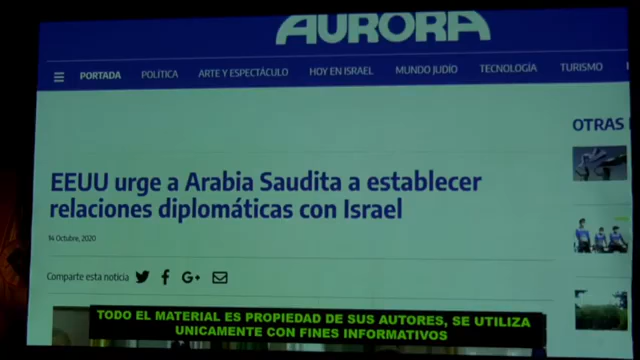 AURORA
PORTADA POLÍTICA ARTE Y ESPECTÁCULO HOY EN ISRAEL MUNDO JUDÍO TECNOLOGÍA TURISMO
OTRAS
EEUU urge a Arabia Saudita a establecer
relaciones diplomáticas con Israel
14 Octubre, 2020
Comparte esta noticia
TODO EL MATERIAL ES PROPIEDAD DE SUS AUTORES, SE UTILIZA
UNICAMENTE CON FINES INFORMATIVOS